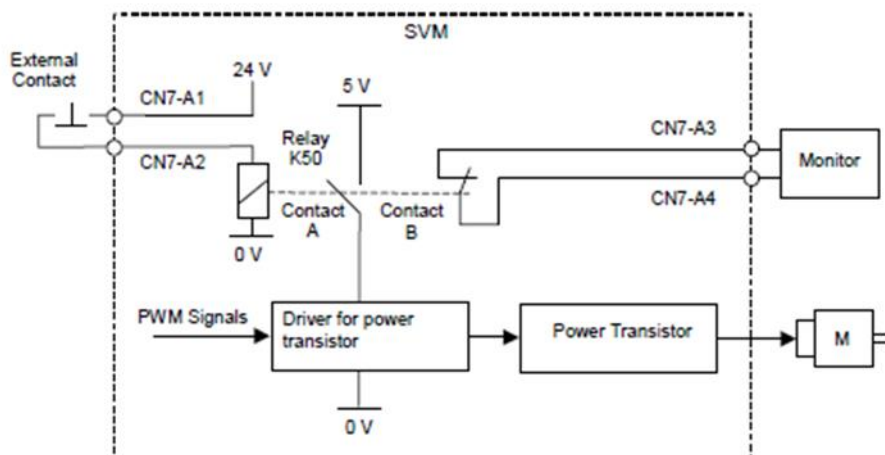 SVM
External
Contact
CN7-A1
24 V
5 V
CN7-A2
Relay
K50
CN7-A3
Monitor
CN7-A4
Contact
A
Contact
B
0 V
PWM Signals
Driver for power
transistor
Power Transistor
M
0 V